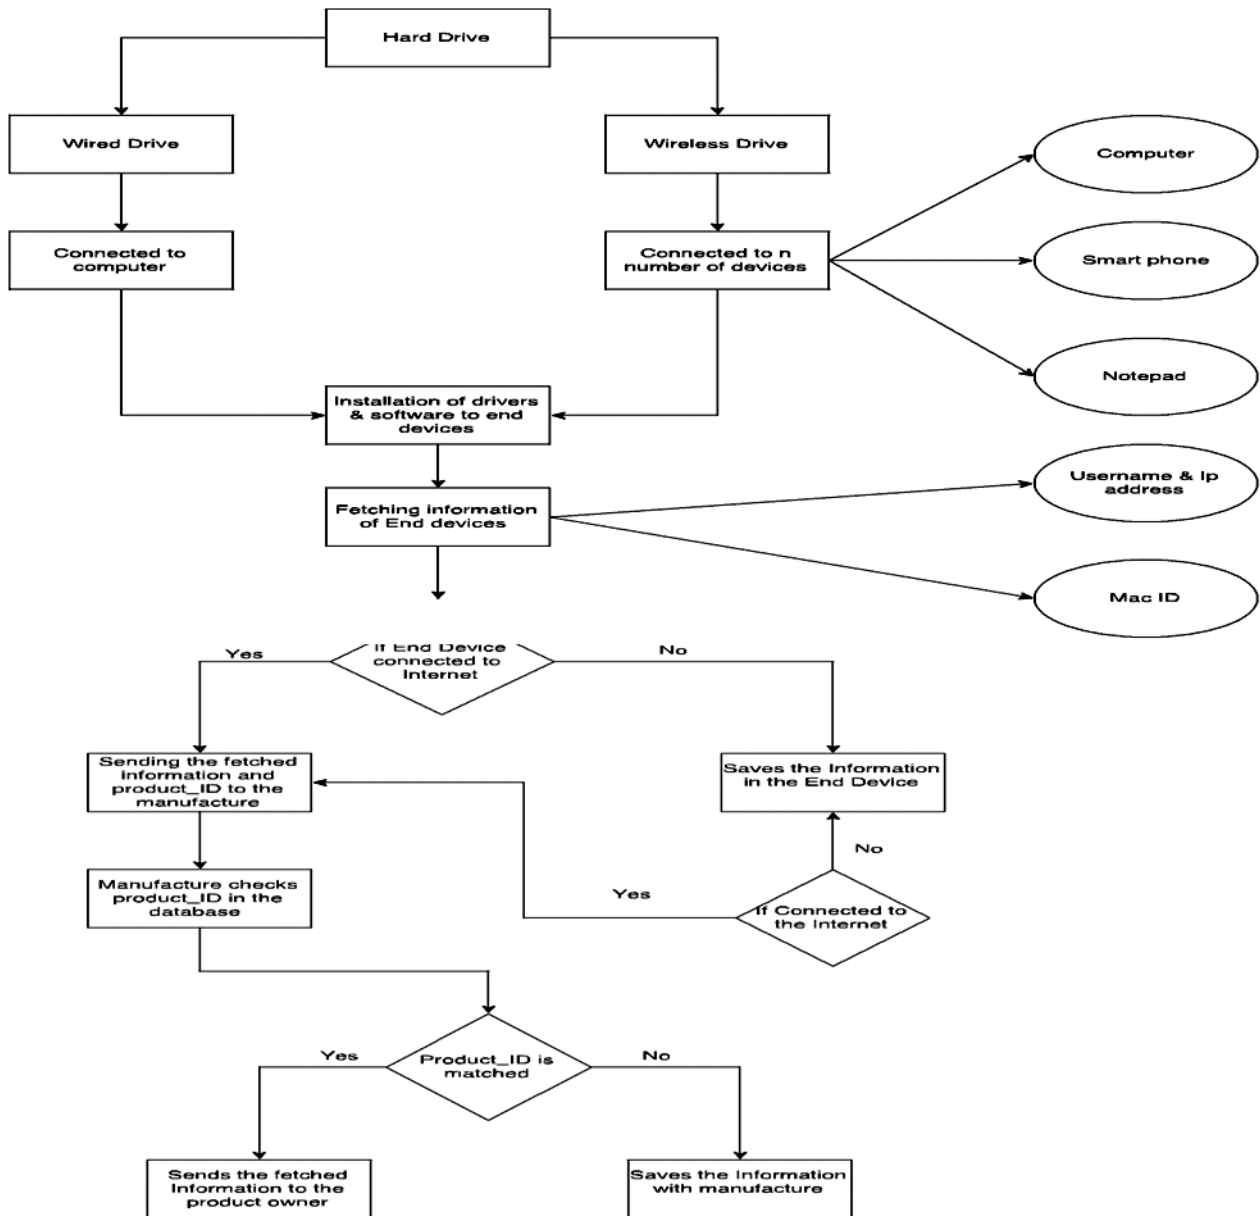 Hard Drive
Wired Drive
Wireless Drive
Computer
Connected to
computer
Connected to n
number of devices
Smart phone
Notepad
Installation of drivers
& software to end
devices
Username & Ip
address
Fetching information
of End devices
Mac ID
Yes
If End Device
connected to
Internet
No
Sending the fetched
information and
product_ID to the
manufacture
Saves the Information
in the End Device
No
Manufacture checks
product_ID in the
database
Yes
If Connected to
the Internet
Yes
Product_ID is
matched
No
Sends the fetched
Information to the
product owner
Saves the Information
with manufacture